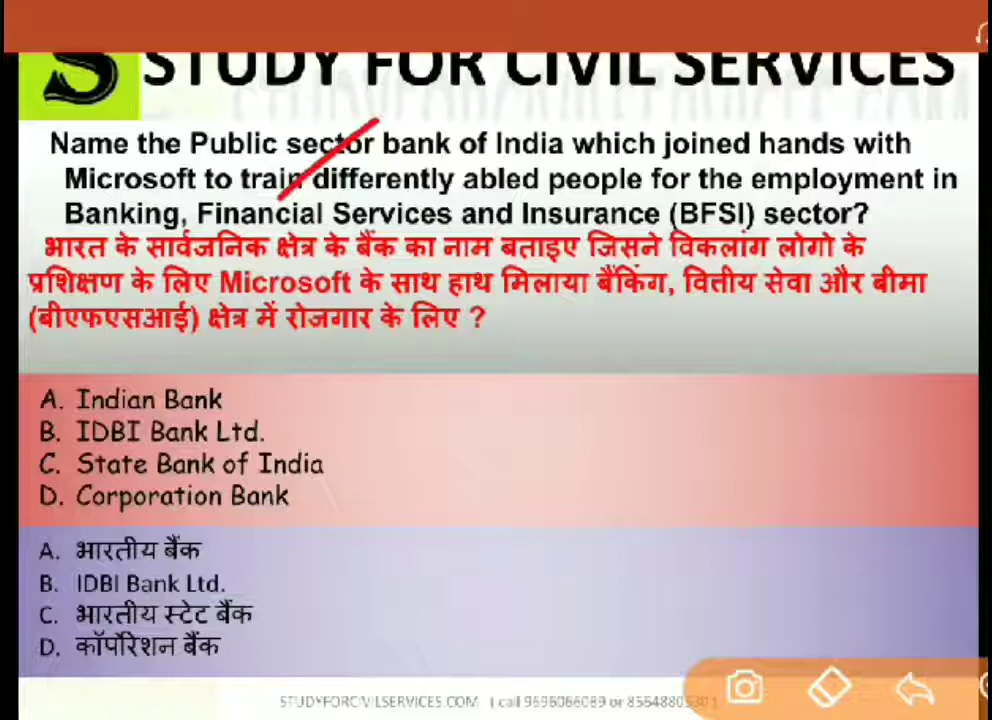 S STUDY FOR CIVIL SERVICES
Name the Public sector bank of India which joined hands with
Microsoft to train differently abled people for the employment in
Banking, Financial Services and Insurance (BFSI) sector?
भारत के सार्वजनिक क्षेत्र के बैंक का नाम बताइए जिसने विकलांग लोगो के
प्रशिक्षण के लिए Microsoft के साथ हाथ मिलाया बैंकिंग, वित्तीय सेवा और बीमा
(बीएफएसआई) क्षेत्र में रोजगार के लिए ?
A. Indian Bank
B. IDBI Bank Ltd.
C. State Bank of India
D. Corporation Bank
A. भारतीय बैंक
B. IDBI Bank Ltd.
C. भारतीय स्टेट बैंक
D. कॉर्पोरेशन बैंक
STUDYFORCIVILSERVICES.COM | call 9696066089 or